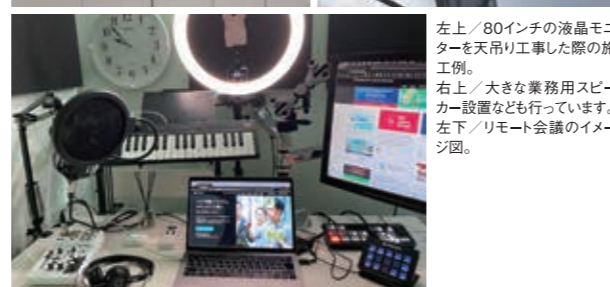 左上／80インチの液晶モニ
ターを天吊り工事した際の施
工例。
右上／大きな業務用スピー
カー設置なども行っています。
左下／リモート会議のイメー
ジ図。